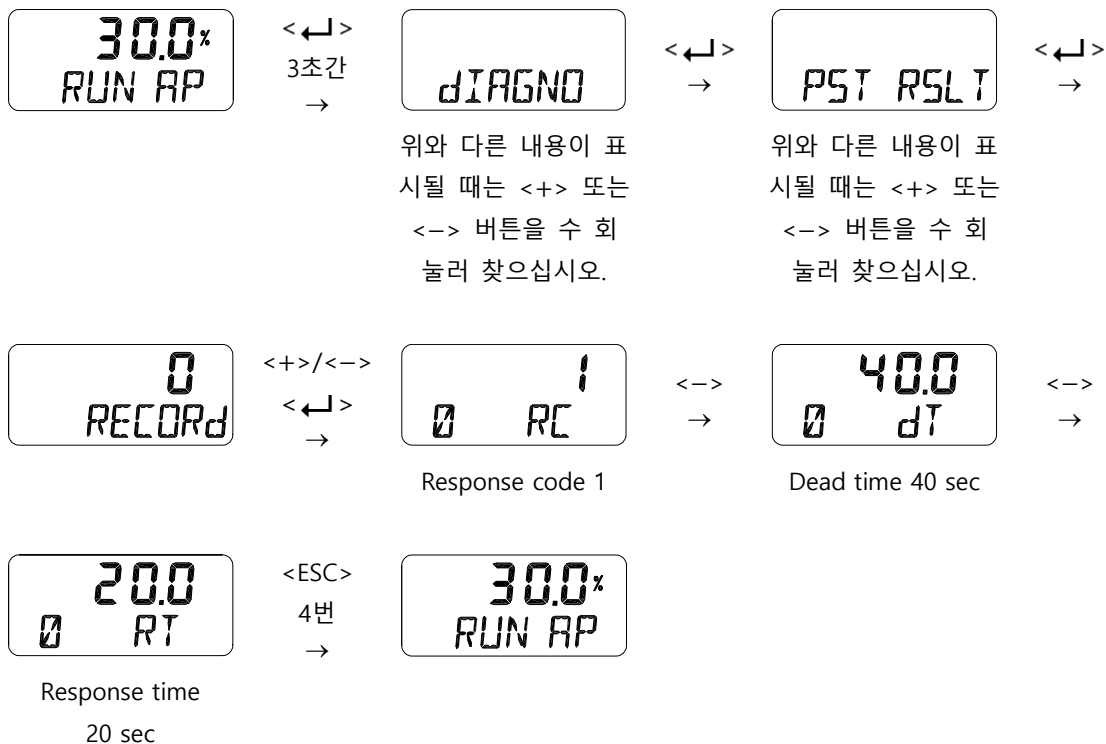 30.0%
RUN AP
<↵>
3초간
→
dIAGNO
위와 다른 내용이 표
시될 때는 <+> 또는
<−> 버튼을 수 회
눌러 찾으십시오.
<↵>
→
PST RSLT
위와 다른 내용이 표
시될 때는 <+> 또는
<−> 버튼을 수 회
눌러 찾으십시오.
<↵>
→
0
RECORd
<+>/<−>
<↵>
→
1
0 RC
Response code 1
<−>
→
40.0
0 dT
Dead time 40 sec
<−>
→
20.0
0 RT
Response time
20 sec
<ESC>
4번
→
30.0%
RUN AP